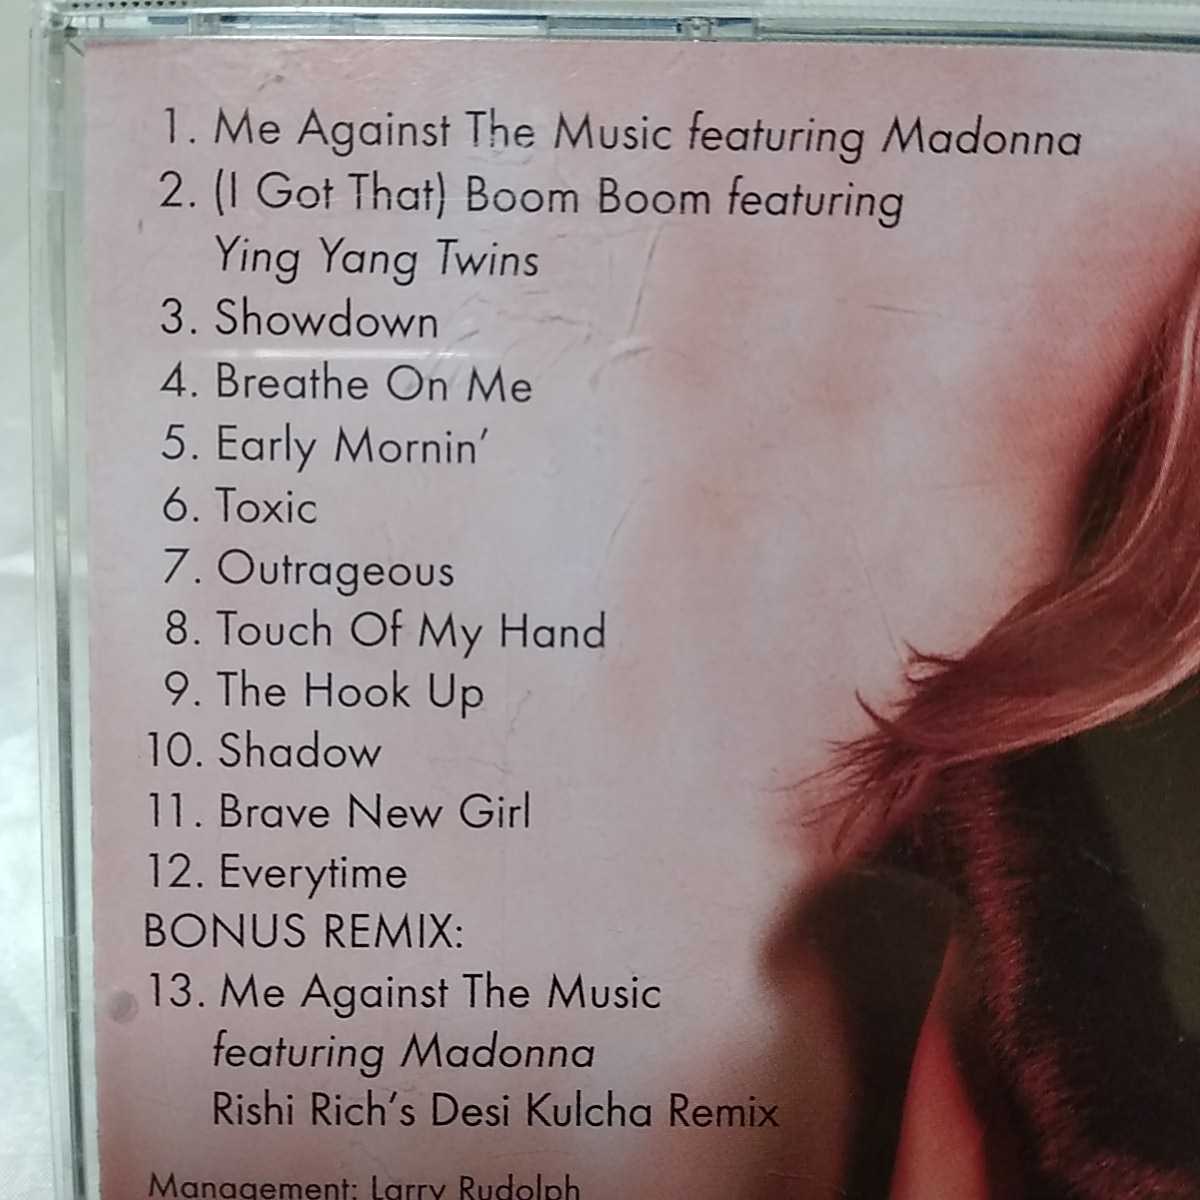 1. Me Against The Music featuring Madonna
2. (I Got That) Boom Boom featuring
Ying Yang Twins
3. Showdown
4. Breathe On Me
5. Early Mornin’
6. Toxic
7. Outrageous
8. Touch Of My Hand
9. The Hook Up
10. Shadow
11. Brave New Girl
12. Everytime
BONUS REMIX:
13. Me Against The Music
featuring Madonna
Rishi Rich’s Desi Kulcha Remix
Management: Larry Rudolph